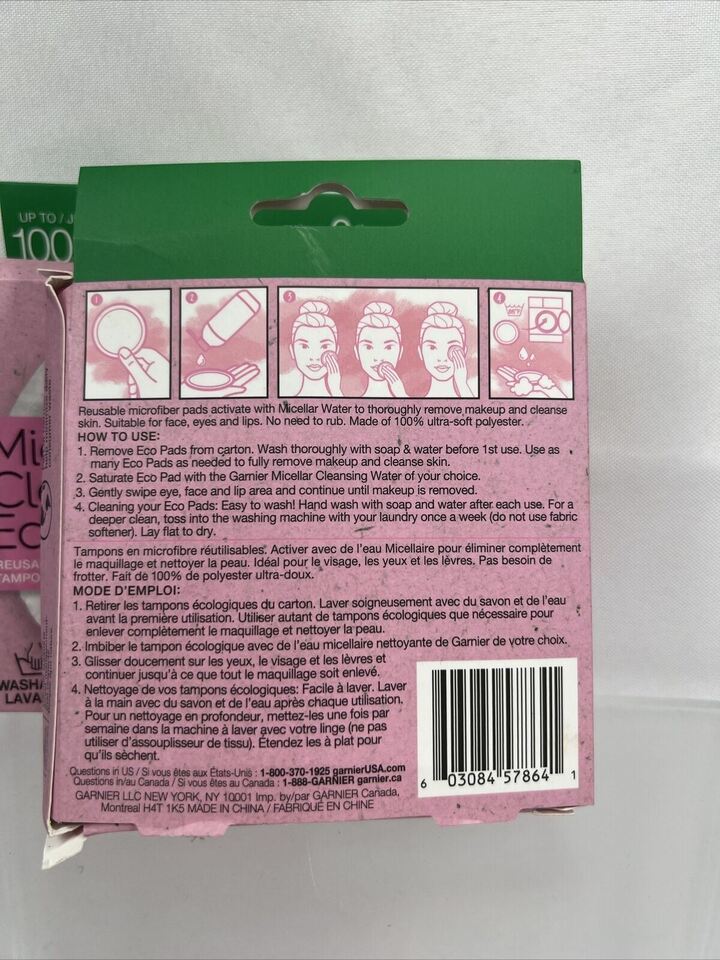 UP TO / J
100
1
2
3
4
Reusable microfiber pads activate with Micellar Water to thoroughly remove makeup and cleanse
skin. Suitable for face, eyes and lips. No need to rub. Made of 100% ultra-soft polyester.
HOW TO USE:
1. Remove Eco Pads from carton. Wash thoroughly with soap & water before 1st use. Use as
many Eco Pads as needed to fully remove makeup and cleanse skin.
2. Saturate Eco Pad with the Garnier Micellar Cleansing Water of your choice.
3. Gently swipe eye, face and lip area and continue until makeup is removed.
4. Cleaning your Eco Pads: Easy to wash! Hand wash with soap and water after each use. For a
deeper clean, toss into the washing machine with your laundry once a week (do not use fabric
softener). Lay flat to dry.
Tampons en microfibre réutilisables. Activer avec de l'eau Micellaire pour éliminer complètement
le maquillage et nettoyer la peau. Idéal pour le visage, les yeux et les lèvres. Pas besoin de
frotter. Fait de 100% de polyester ultra-doux.
MODE D'EMPLOI:
1. Retirer les tampons écologiques du carton. Laver soigneusement avec du savon et de l'eau
avant la première utilisation. Utiliser autant de tampons écologiques que nécessaire pour
enlever complètement le maquillage et nettoyer la peau.
2. Imbiber le tampon écologique avec de l'eau micellaire nettoyante de Garnier de votre choix.
3. Glisser doucement sur les yeux, le visage et les lèvres et
continuer jusqu'à ce que tout le maquillage soit enlevé.
4. Nettoyage de vos tampons écologiques: Facile à laver. Laver
à la main avec du savon et de l'eau après chaque utilisation.
Pour un nettoyage en profondeur, mettez-les une fois par
semaine dans la machine à laver avec votre linge (ne pas
utiliser d'assouplisseur de tissu). Étendez les à plat pour
qu'ils sèchent.
Questions in US / Si vous êtes aux États-Unis : 1-800-370-1925 garnierUSA.com
Questions in/au Canada / Si vous êtes au Canada : 1-888-GARNIER garnier.ca
GARNIER LLC NEW YORK, NY 10001 Imp. by/par GARNIER Canada,
Montreal H4T 1K5 MADE IN CHINA / FABRIQUÉ EN CHINE
6 03084 57864 1
Mi
Cl
EC
REUSA
TAMPO
WASHA
LAVA